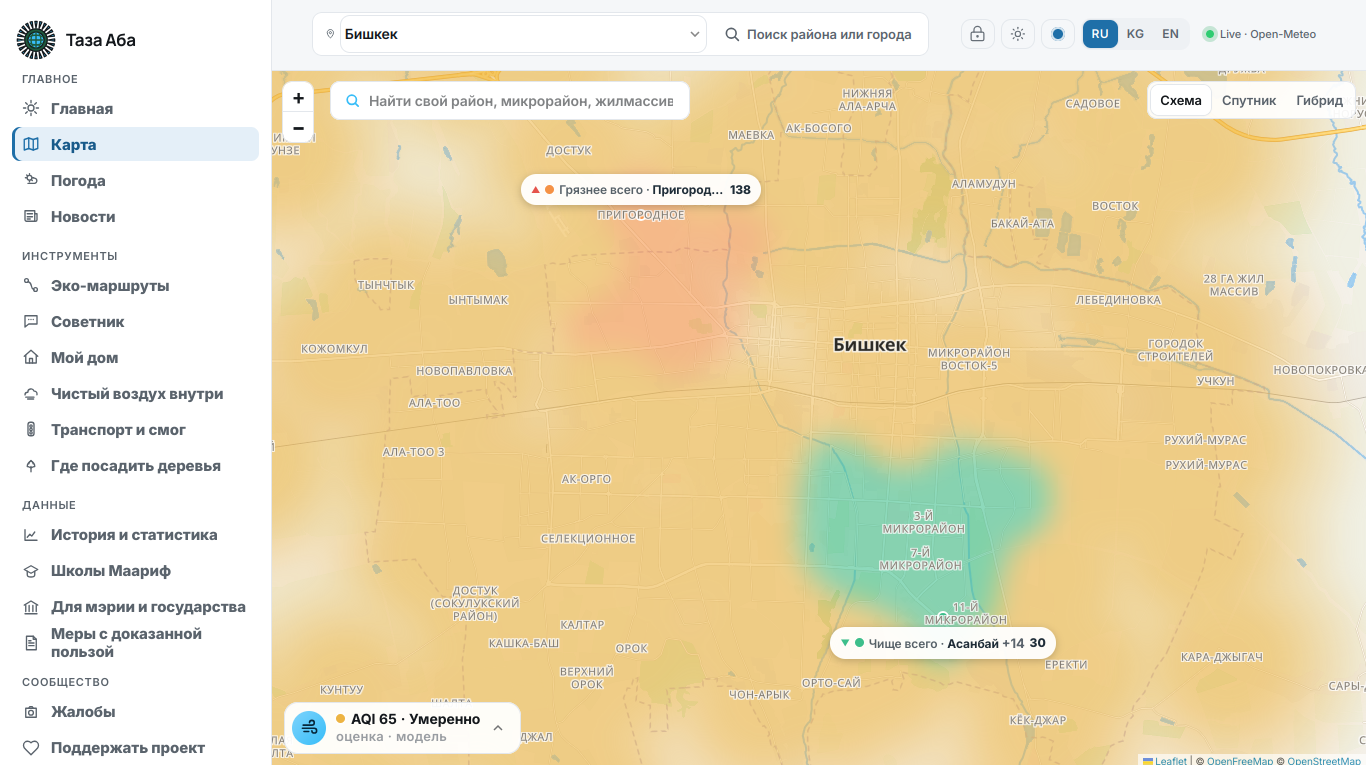 Таза Аба
ГЛАВНОЕ
Главная
Карта
Погода
Новости
ИНСТРУМЕНТЫ
Эко-маршруты
Советник
Мой дом
Чистый воздух внутри
Транспорт и смог
Где посадить деревья
ДАННЫЕ
История и статистика
Школы Маариф
Для мэрии и государства
Меры с доказанной
пользой
СООБЩЕСТВО
Жалобы
Поддержать проект
Бишкек
Поиск района или города
RU KG EN
Live · Open-Meteo
+
−
Найти свой район, микрорайон, жилмассив
Схема Спутник Гибрид
НИЖНЯЯ
АЛА-АРЧА
САДОВОЕ
МАЕВКА
АК-БОСОГО
ДОСТУК
Грязнее всего · Пригород... 138
ПРИГОРОДНОЕ
АЛАМУДУН
ВОСТОК
БАКАЙ-АТА
ТЫНЧТЫК
ЫНТЫМАК
28 ГА ЖИЛ
МАССИВ
ЛЕБЕДИНОВКА
КОЖОМКУЛ
Бишкек
МИКРОРАЙОН
ВОСТОК-5
ГОРОДОК
СТРОИТЕЛЕЙ
НОВОПАВЛОВКА
УЧКУН
НОВОПОКРОВКА
АЛА-ТОО
АЛА-ТОО 3
РУХИЙ-МУРАС
РУХИЙ-МУРАС
АК-ОРГО
СЕЛЕКЦИОННОЕ
3-Й
МИКРОРАЙОН
7-Й
МИКРОРАЙОН
ДОСТУК
(СОКУЛУКСКИЙ
РАЙОН)
11-Й
МИКРОРАЙОН
КАЛТАР
КАШКА-БАШ
ОРОК
Чище всего · Асанбай +14 30
ЕРЕКТИ
КАРА-ДЖЫГАЧ
ВЕРХНИЙ
ОРОК
КУНТУУ
ЧОН-АРЫК
ОРТО-САЙ
КЁК-ДЖАР
AQI 65 · Умеренно
оценка · модель
Leaflet | © OpenFreeMap © OpenStreetMap